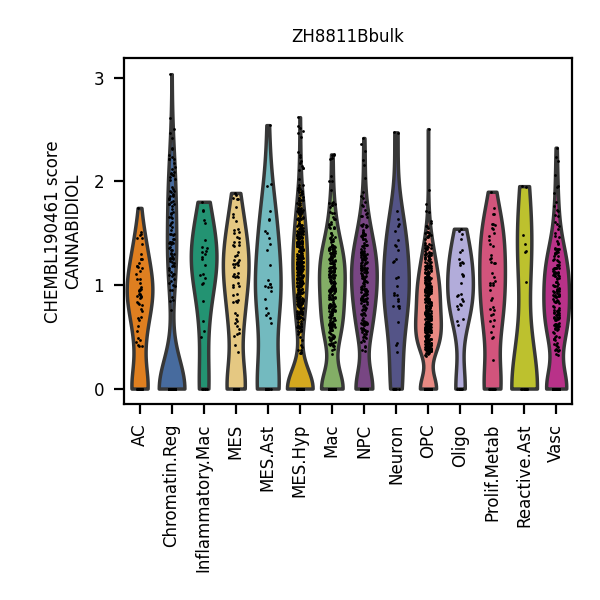 ZH8811Bbulk
CHEMBL190461 score
CANNABIDIOL
3
2
1
0
AC
Chromatin.Reg
Inflammatory.Mac
MES
MES.Ast
MES.Hyp
Mac
NPC
Neuron
OPC
Oligo
Prolif.Metab
Reactive.Ast
Vasc